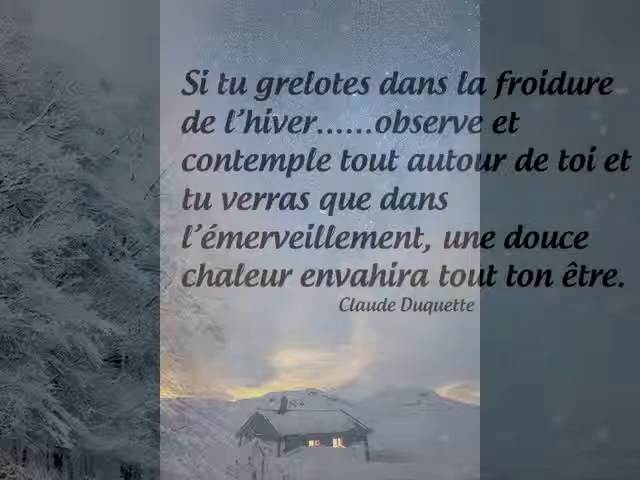 Si tu grelotes dans la froidure
de l'hiver......observe et
contemple tout autour de toi et
tu verras que dans
l'émerveillement, une douce
chaleur envahira tout ton être.
Claude Duquette